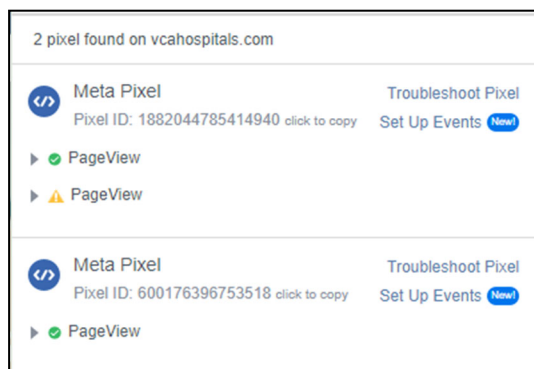 2 pixel found on vcahospitals.com
Meta Pixel
Troubleshoot Pixel
Pixel ID: 1882044785414940 click to copy
Set Up Events New!
PageView
PageView
Meta Pixel
Troubleshoot Pixel
Pixel ID: 600176396753518 click to copy
Set Up Events New!
PageView